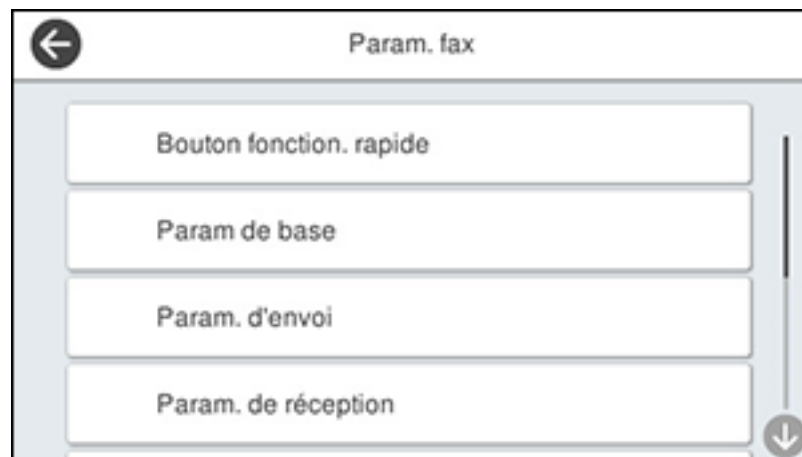 Param. fax
Bouton fonction. rapide
Param de base
Param. d'envoi
Param. de réception